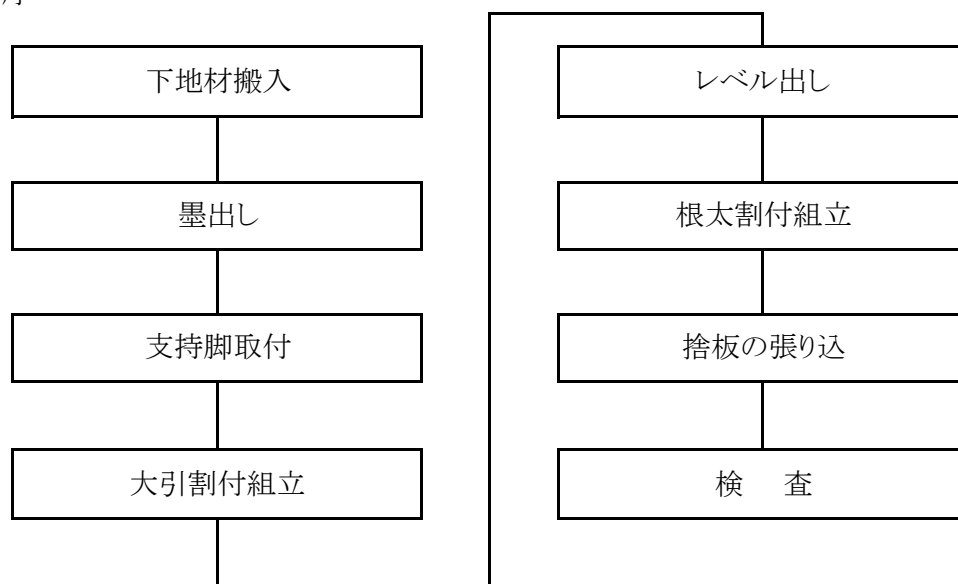 下地材搬入
墨出し
支持脚取付
大引割付組立
レベル出し
根太割付組立
捨板の張り込
検　査